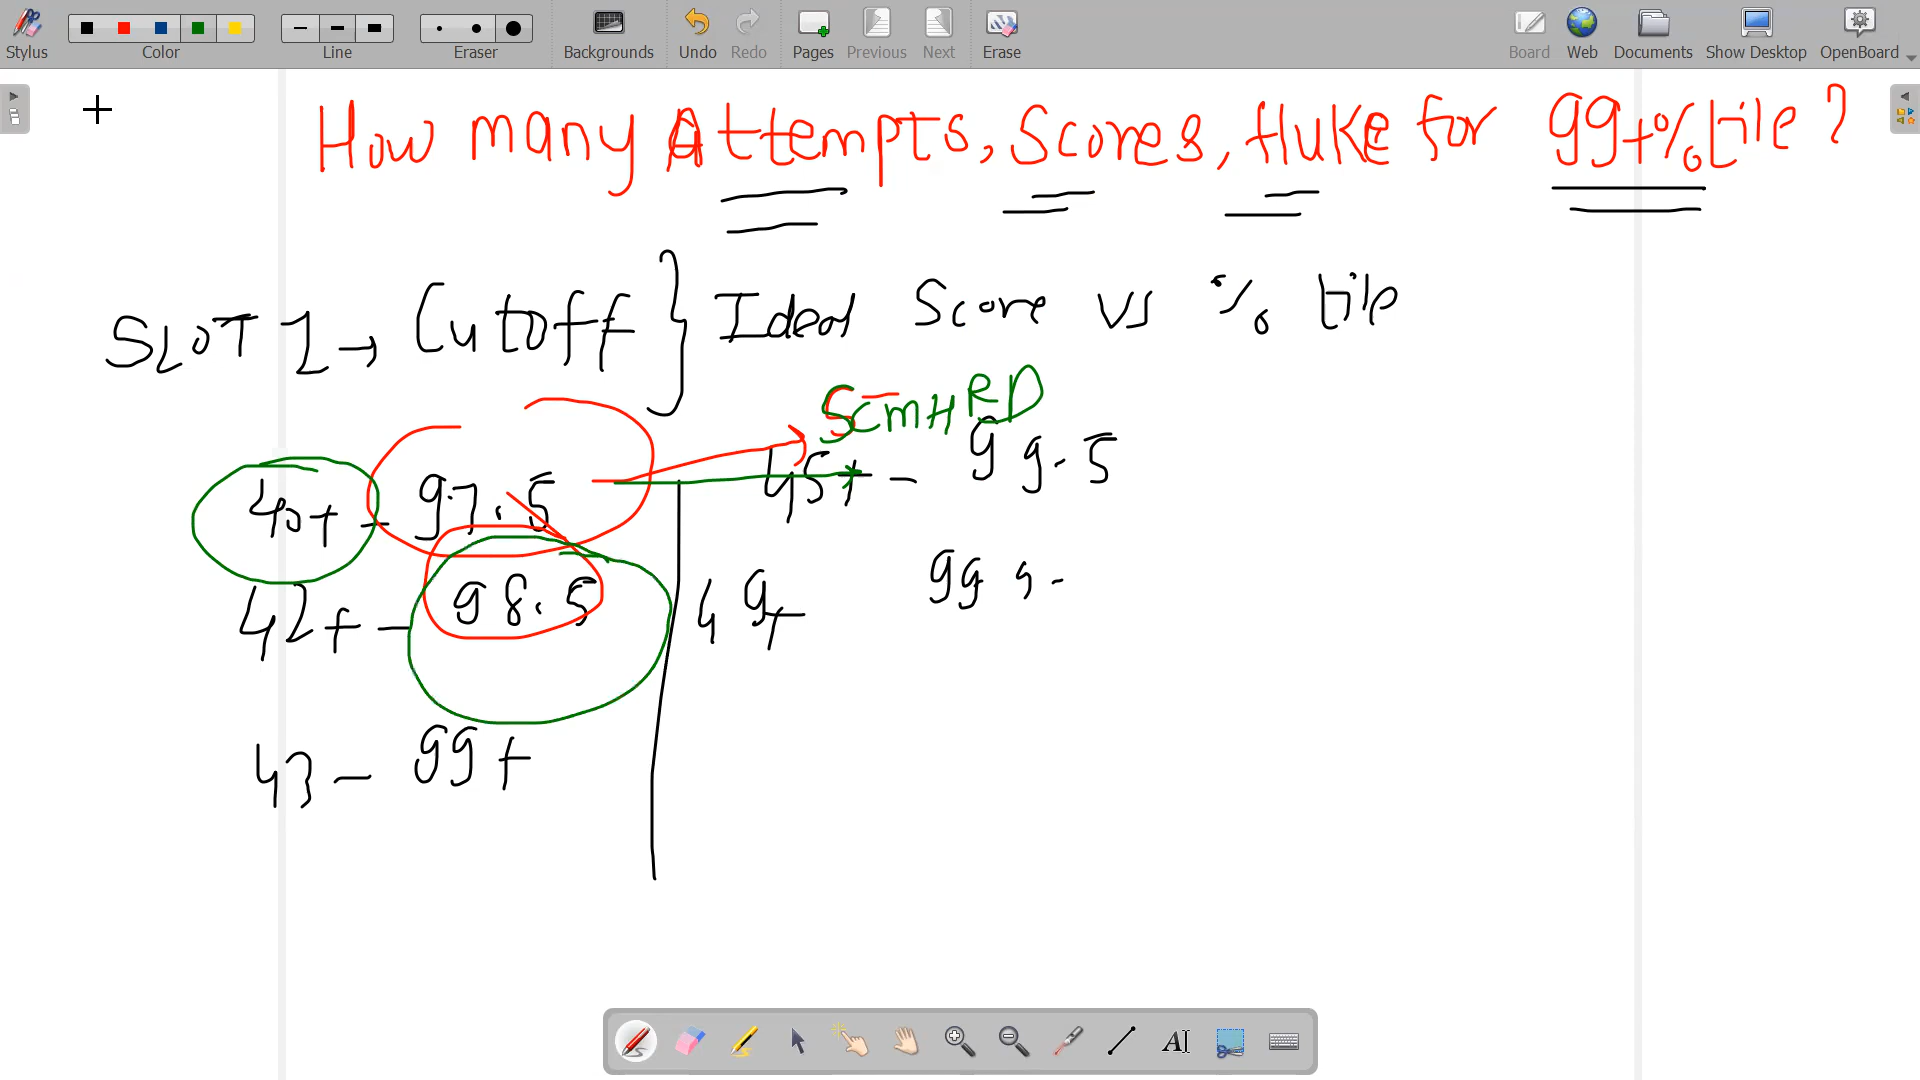 Stylus Color Line Eraser Backgrounds Undo Redo Pages Previous Next Erase Board Web Documents Show Desktop OpenBoard
How many Attempts, Scores, fluke for 99+%tile?
SLOT 1 → Cutoff } Ideal Score Vs % tile
SCMHRD
40+ - 97.5
45+ - 99.5
42+ - 98.5
49+ 99.
43 - 99+
AI